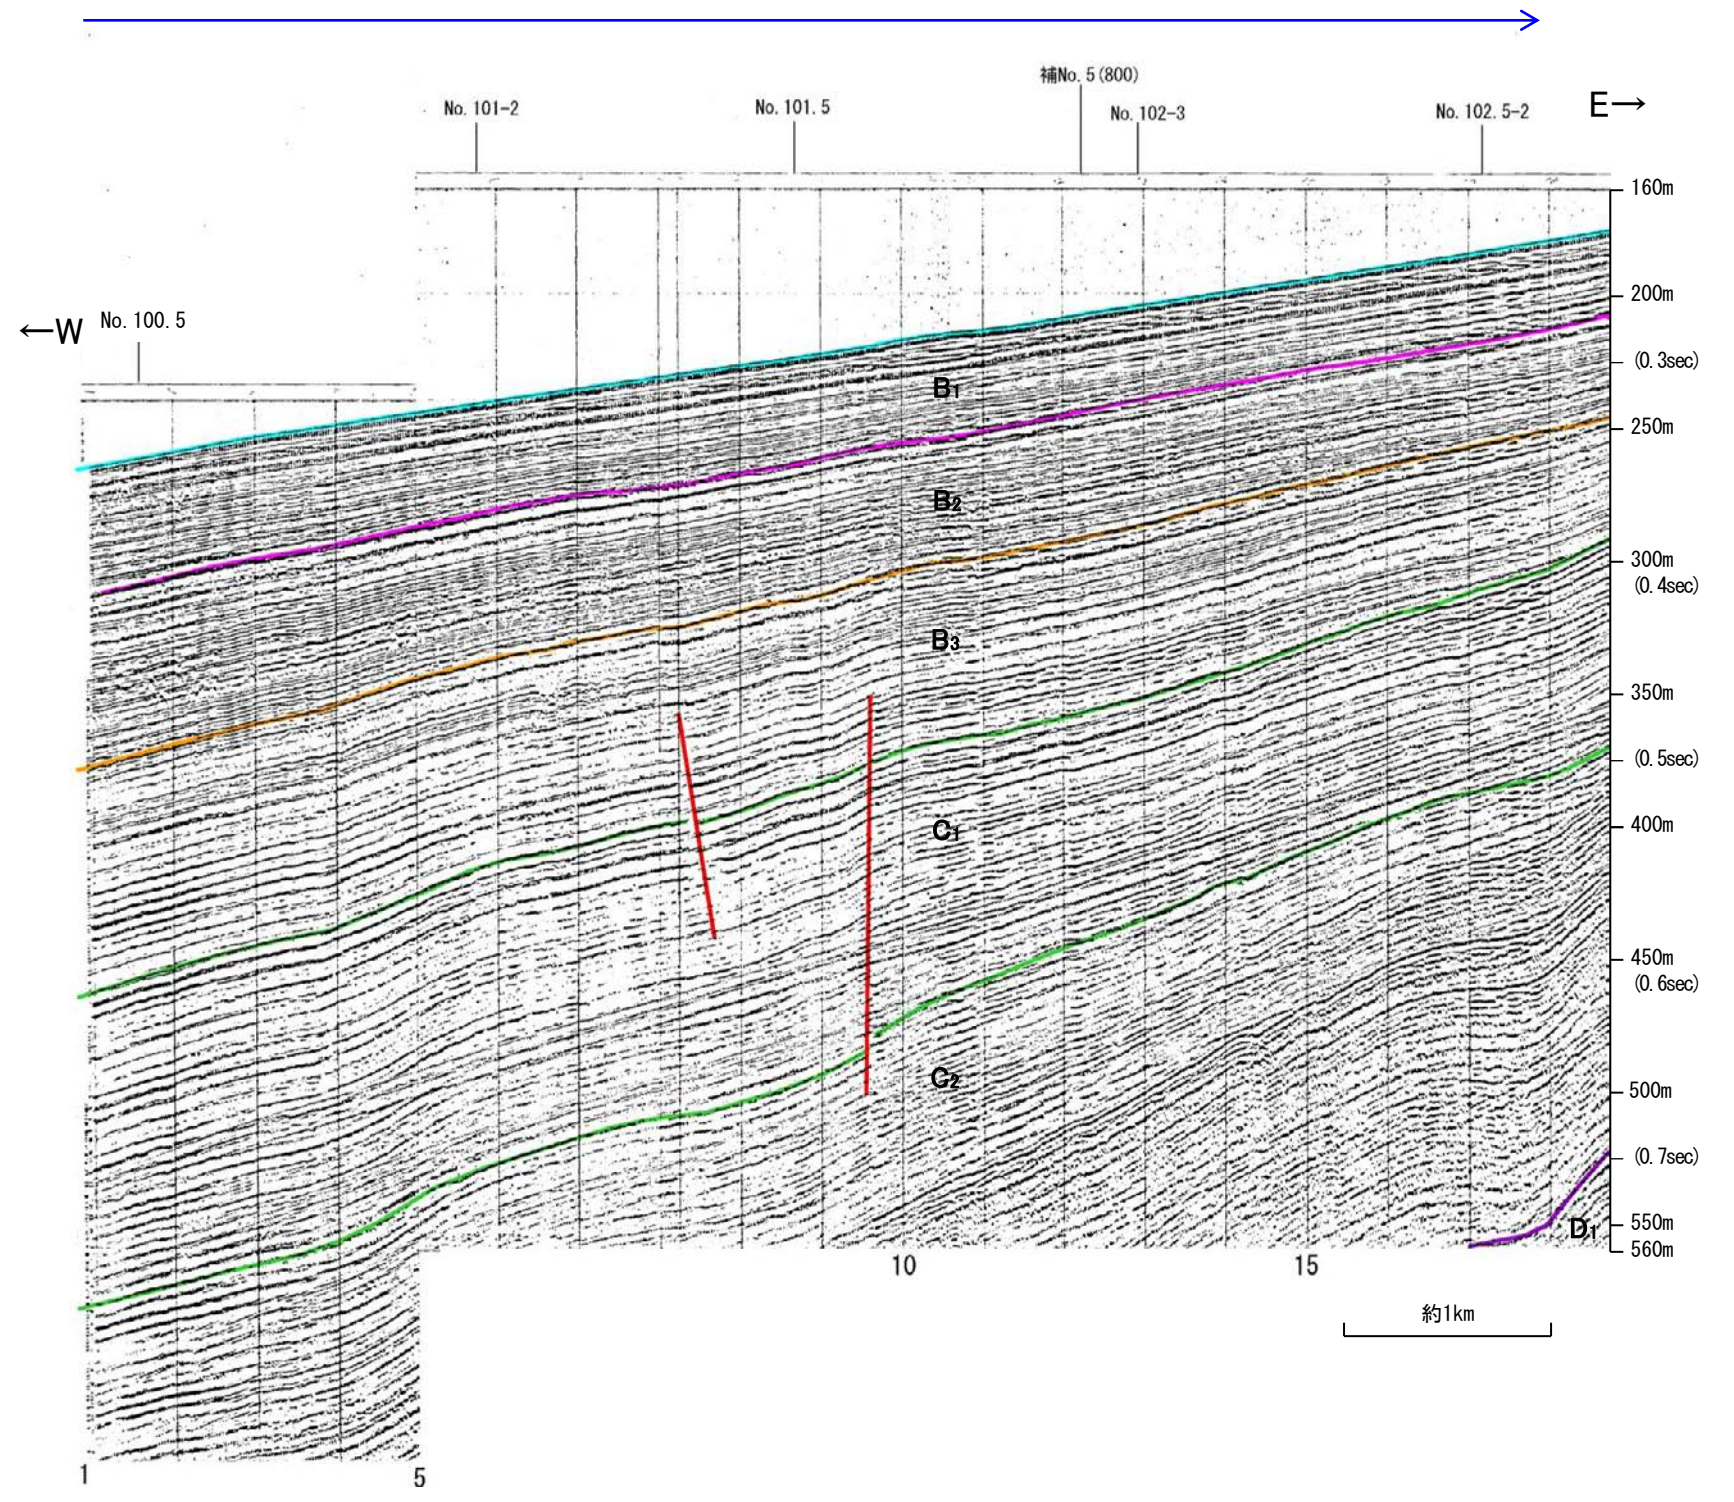 補No.5(800)
No.101-2
No.101.5
No.102-3
No.102.5-2
E→
160m
200m
←W
No.100.5
(0.3sec)
B1
250m
B2
300m
(0.4sec)
B3
350m
(0.5sec)
C1
400m
450m
(0.6sec)
C2
500m
(0.7sec)
550m
D1
560m
10
15
約1km
1
5